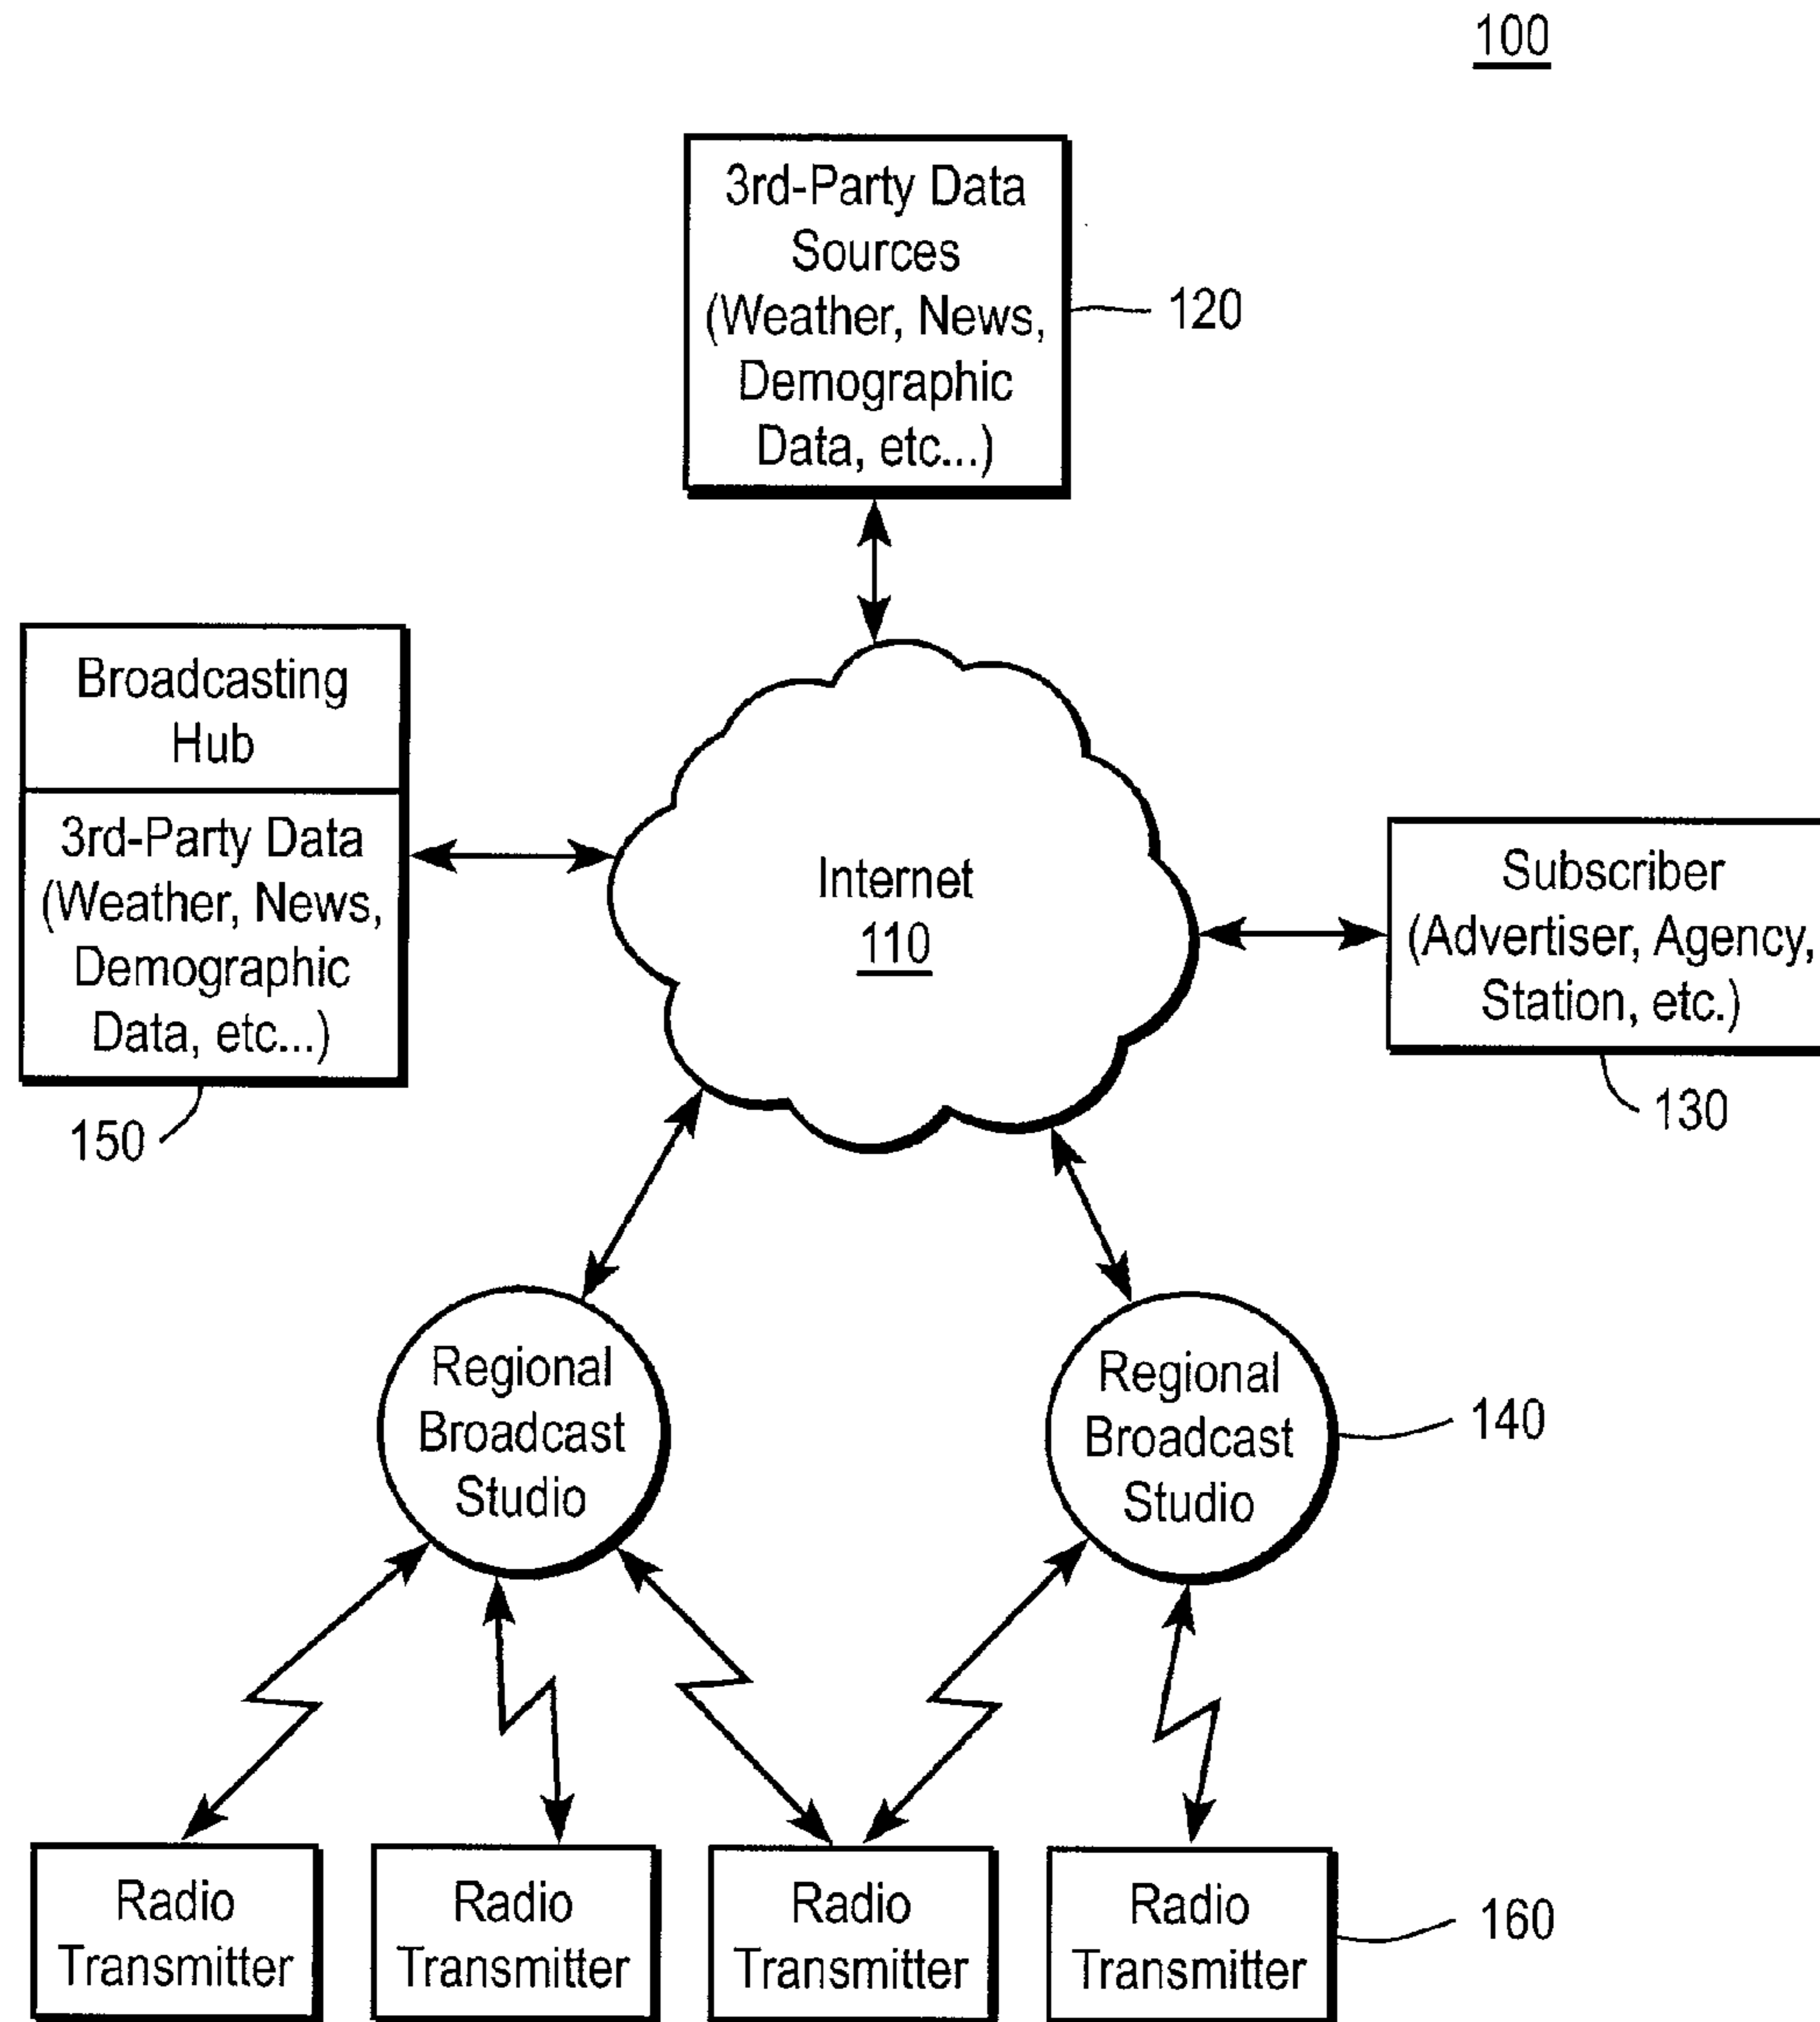 100
3rd-Party Data
Sources
(Weather, News,
Demographic
Data, etc...)
120
Broadcasting
Hub
3rd-Party Data
(Weather, News,
Demographic
Data, etc...)
150
Internet
110
Subscriber
(Advertiser, Agency,
Station, etc.)
130
Regional
Broadcast
Studio
Regional
Broadcast
Studio
140
Radio
Transmitter
Radio
Transmitter
Radio
Transmitter
Radio
Transmitter
160